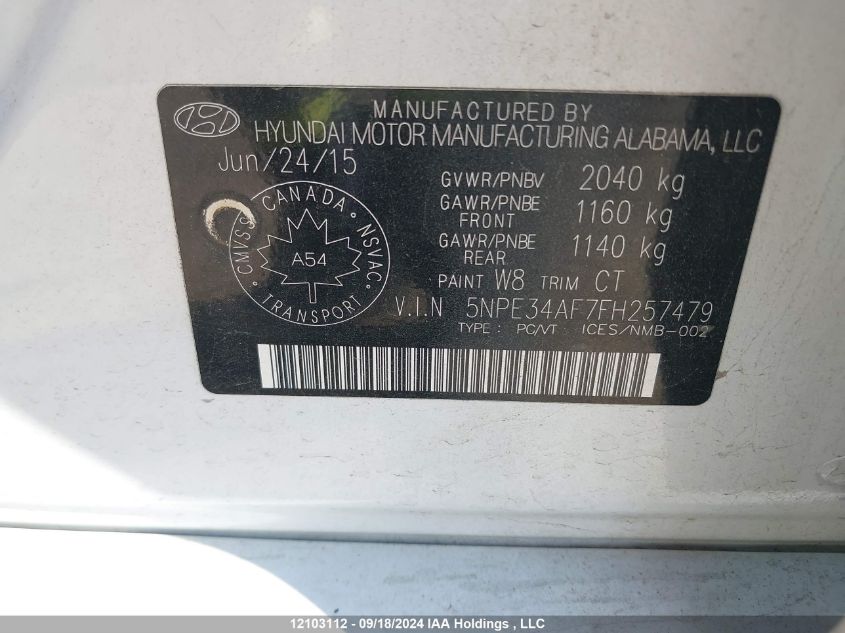 MANUFACTURED BY
HYUNDAI MOTOR MANUFACTURING ALABAMA, LLC
Jun/24/15
GVWR/PNBV 2040 kg
GAWR/PNBE FRONT 1160 kg
GAWR/PNBE REAR 1140 kg
PAINT W8 TRIM CT
V.I.N 5NPE34AF7FH257479
TYPE : PC/VT ICES/NMB-002
CANADA
CMVSS NSVAC
A54
TRANSPORT
12103112 - 09/18/2024 IAA Holdings , LLC